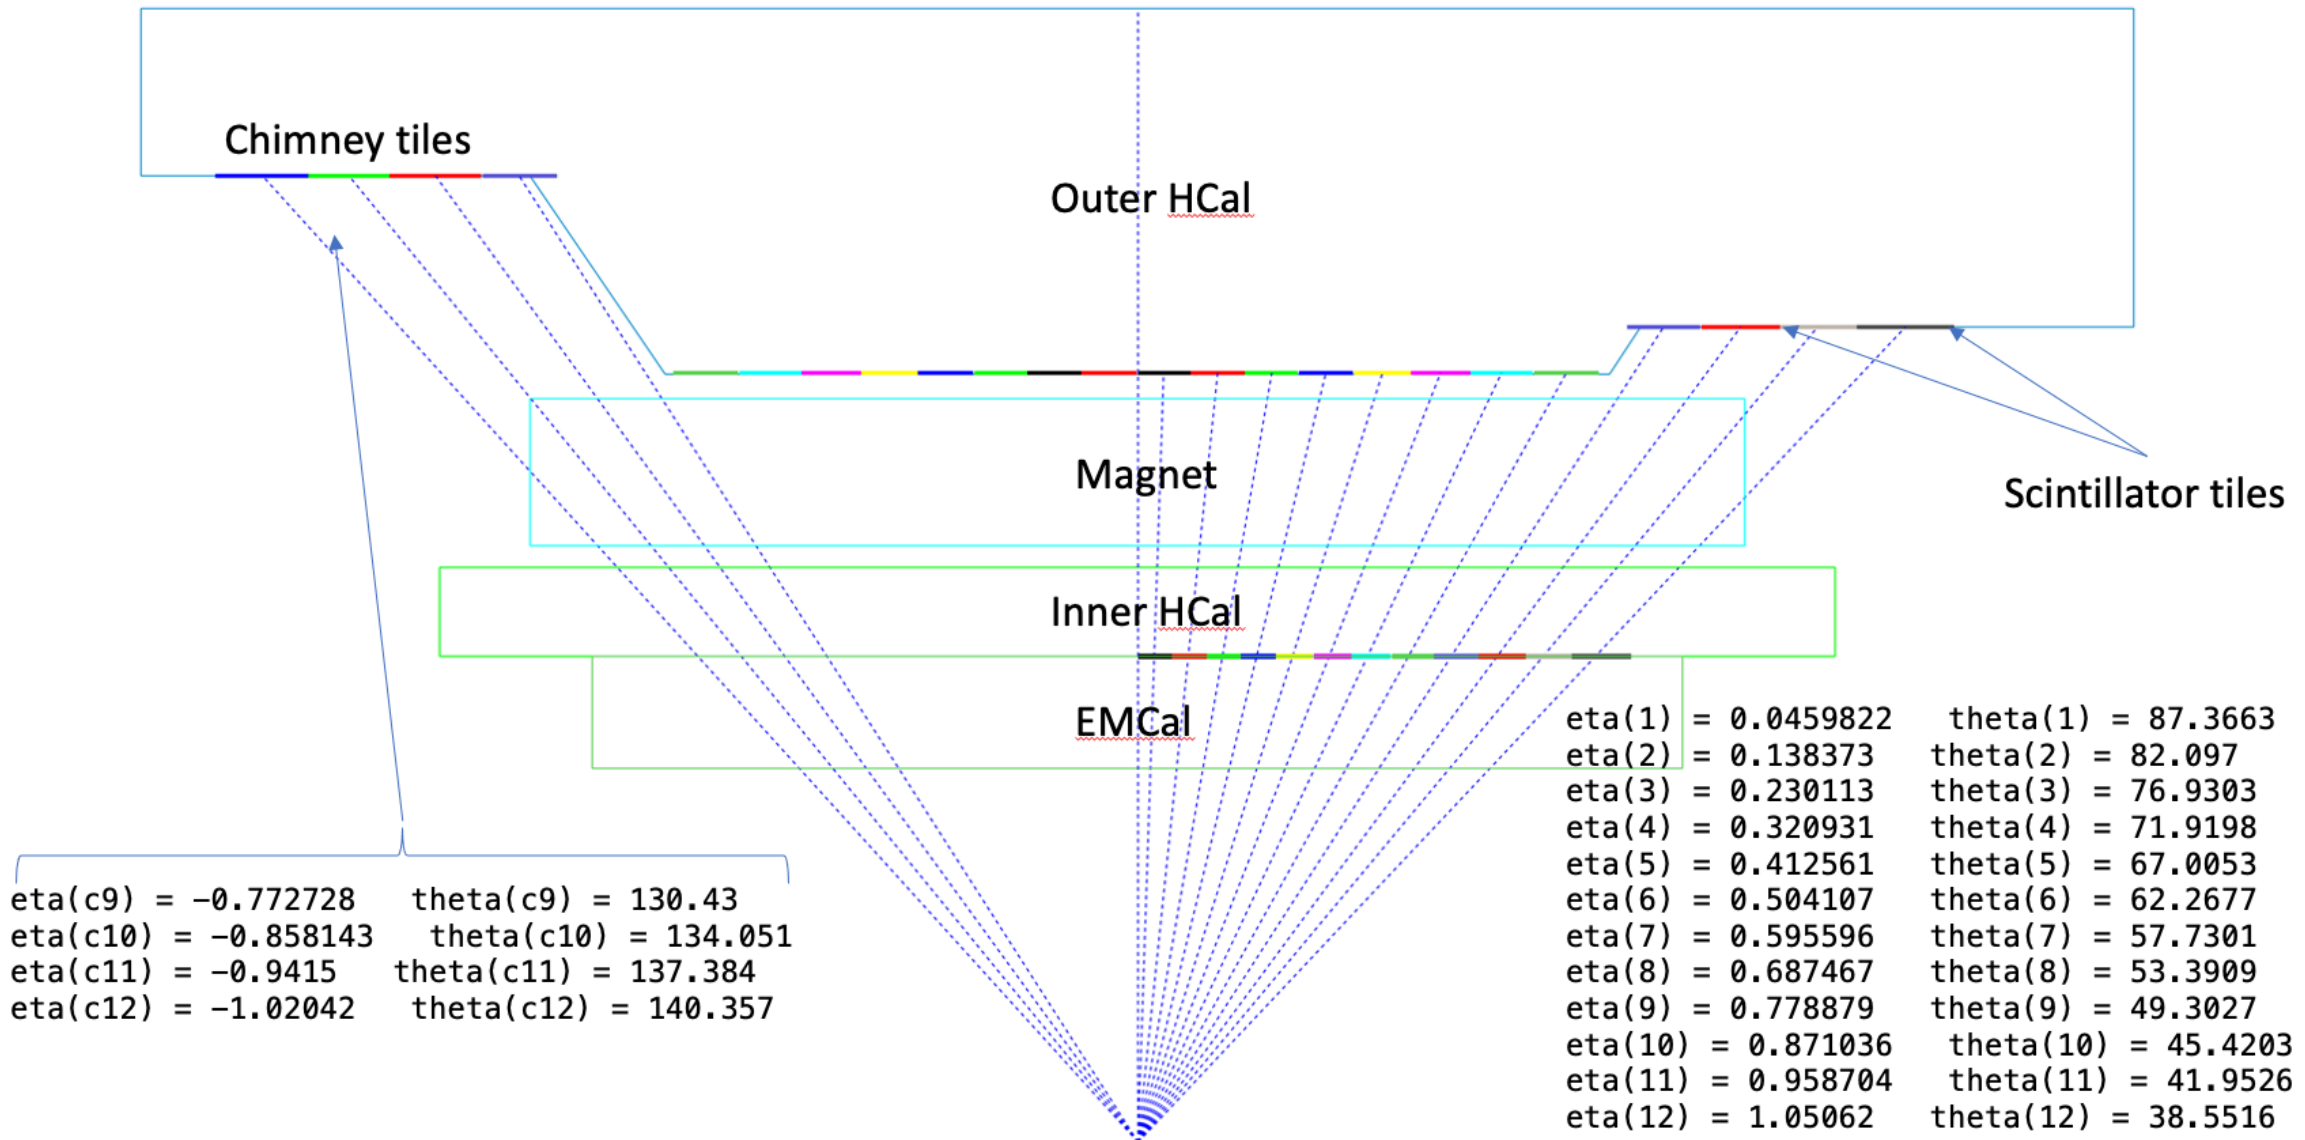 Chimney tiles
Outer HCal
Magnet
Scintillator tiles
Inner HCal
EMCal
eta(1) = 0.0459822 theta(1) = 87.3663
eta(2) = 0.138373 theta(2) = 82.097
eta(3) = 0.230113 theta(3) = 76.9303
eta(4) = 0.320931 theta(4) = 71.9198
eta(5) = 0.412561 theta(5) = 67.0053
eta(6) = 0.504107 theta(6) = 62.2677
eta(7) = 0.595596 theta(7) = 57.7301
eta(8) = 0.687467 theta(8) = 53.3909
eta(9) = 0.778879 theta(9) = 49.3027
eta(10) = 0.871036 theta(10) = 45.4203
eta(11) = 0.958704 theta(11) = 41.9526
eta(12) = 1.05062 theta(12) = 38.5516
eta(c9) = -0.772728 theta(c9) = 130.43
eta(c10) = -0.858143 theta(c10) = 134.051
eta(c11) = -0.9415 theta(c11) = 137.384
eta(c12) = -1.02042 theta(c12) = 140.357